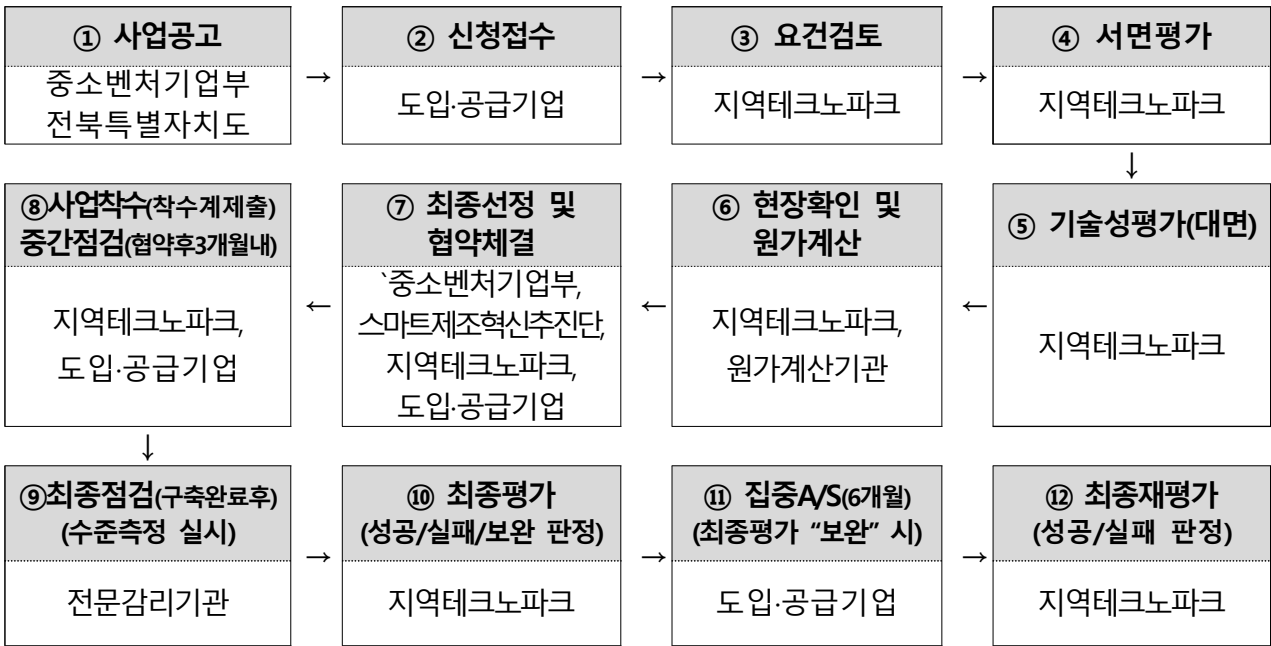 ① 사업공고
중소벤처기업부
전북특별자치도
→
② 신청접수
도입·공급기업
→
③ 요건검토
지역테크노파크
→
④ 서면평가
지역테크노파크
↓
⑤ 기술성평가(대면)
지역테크노파크
←
⑥ 현장확인 및
원가계산
지역테크노파크,
원가계산기관
←
⑦ 최종선정 및
협약체결
`중소벤처기업부,
스마트제조혁신추진단,
지역테크노파크,
도입·공급기업
←
⑧사업착수(착수계제출)
중간점검(협약후3개월내)
지역테크노파크,
도입·공급기업
↓
⑨최종점검(구축완료후)
(수준측정 실시)
전문감리기관
→
⑩ 최종평가
(성공/실패/보완 판정)
지역테크노파크
→
⑪ 집중A/S(6개월)
(최종평가 “보완” 시)
도입·공급기업
→
⑫ 최종재평가
(성공/실패 판정)
지역테크노파크